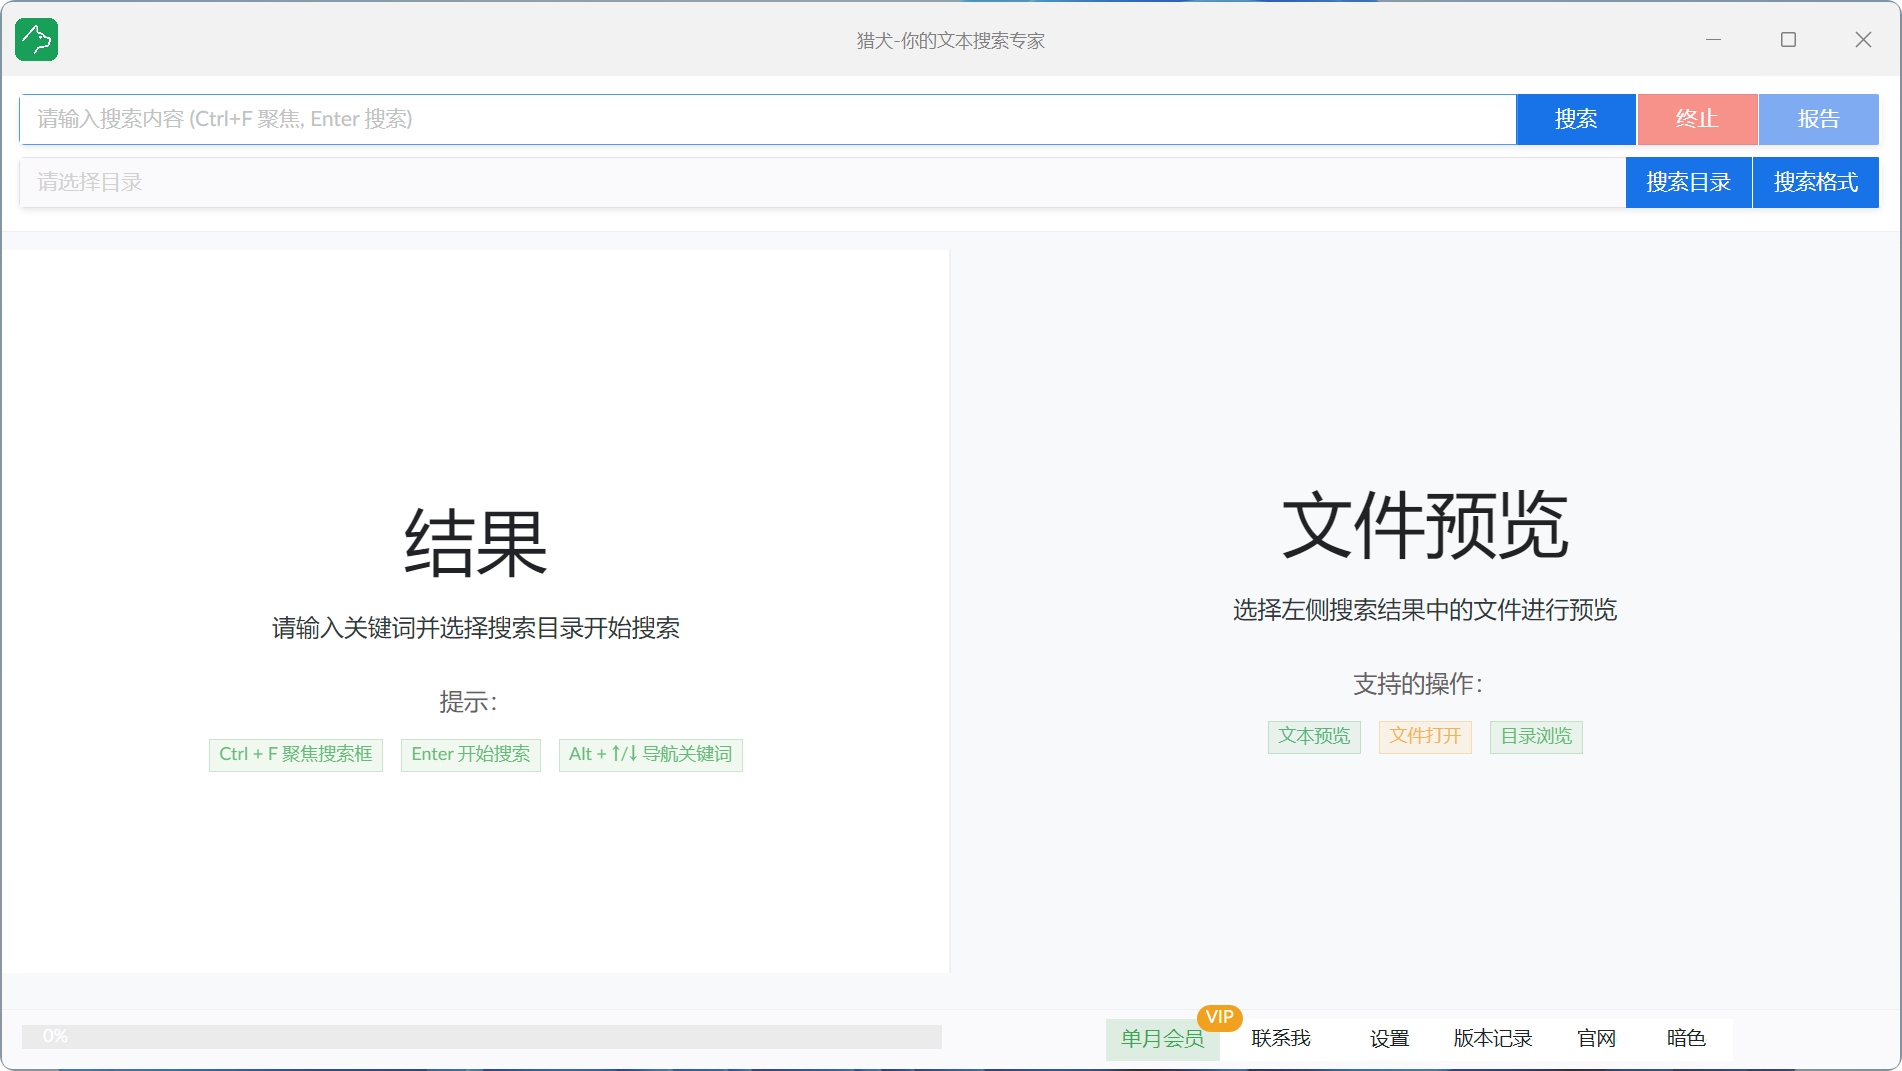 猎犬-你的文本搜索专家
请输入搜索内容 (Ctrl+F 聚焦, Enter 搜索)
搜索
终止
报告
请选择目录
搜索目录
搜索格式
结果
请输入关键词并选择搜索目录开始搜索
提示：
Ctrl + F 聚焦搜索框
Enter 开始搜索
Alt + ↑/↓ 导航关键词
文件预览
选择左侧搜索结果中的文件进行预览
支持的操作：
文本预览
文件打开
目录浏览
0%
单月会员
VIP
联系我
设置
版本记录
官网
暗色